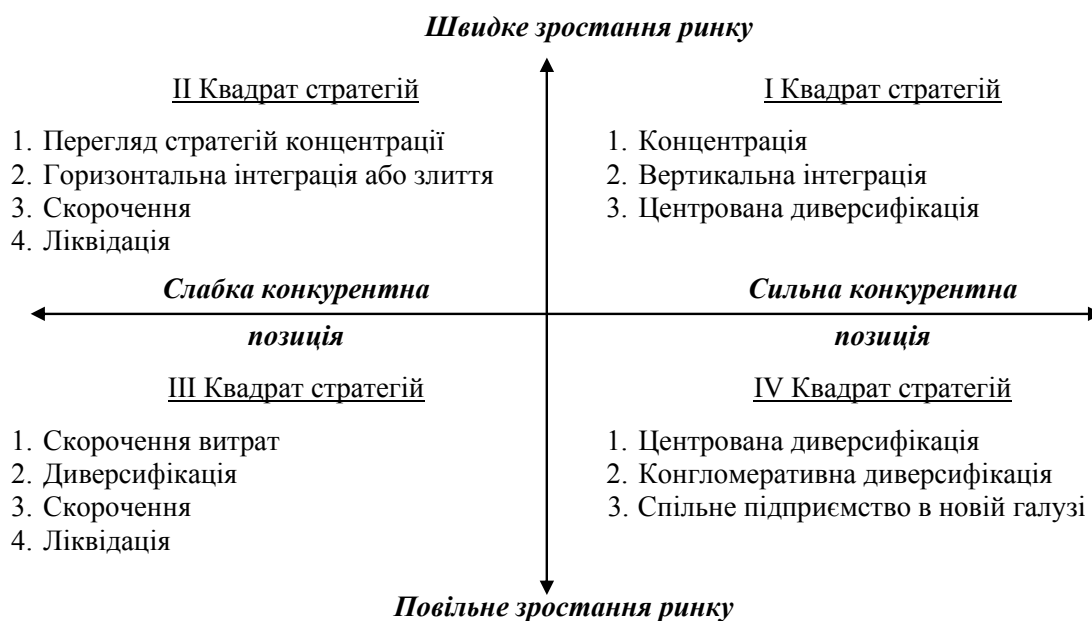 Швидке зростання ринку
II Квадрат стратегій
1. Перегляд стратегій концентрації
2. Горизонтальна інтеграція або злиття
3. Скорочення
4. Ліквідація
I Квадрат стратегій
1. Концентрація
2. Вертикальна інтеграція
3. Центрована диверсифікація
Слабка конкурентна
позиція
Сильна конкурентна
позиція
III Квадрат стратегій
1. Скорочення витрат
2. Диверсифікація
3. Скорочення
4. Ліквідація
IV Квадрат стратегій
1. Центрована диверсифікація
2. Конгломеративна диверсифікація
3. Спільне підприємство в новій галузі
Повільне зростання ринку